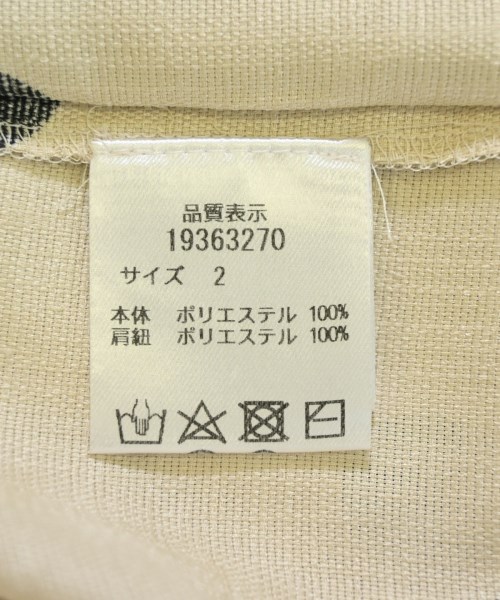 品質表示
19363270
サイズ 2
本体 ポリエステル 100%
肩紐 ポリエステル 100%